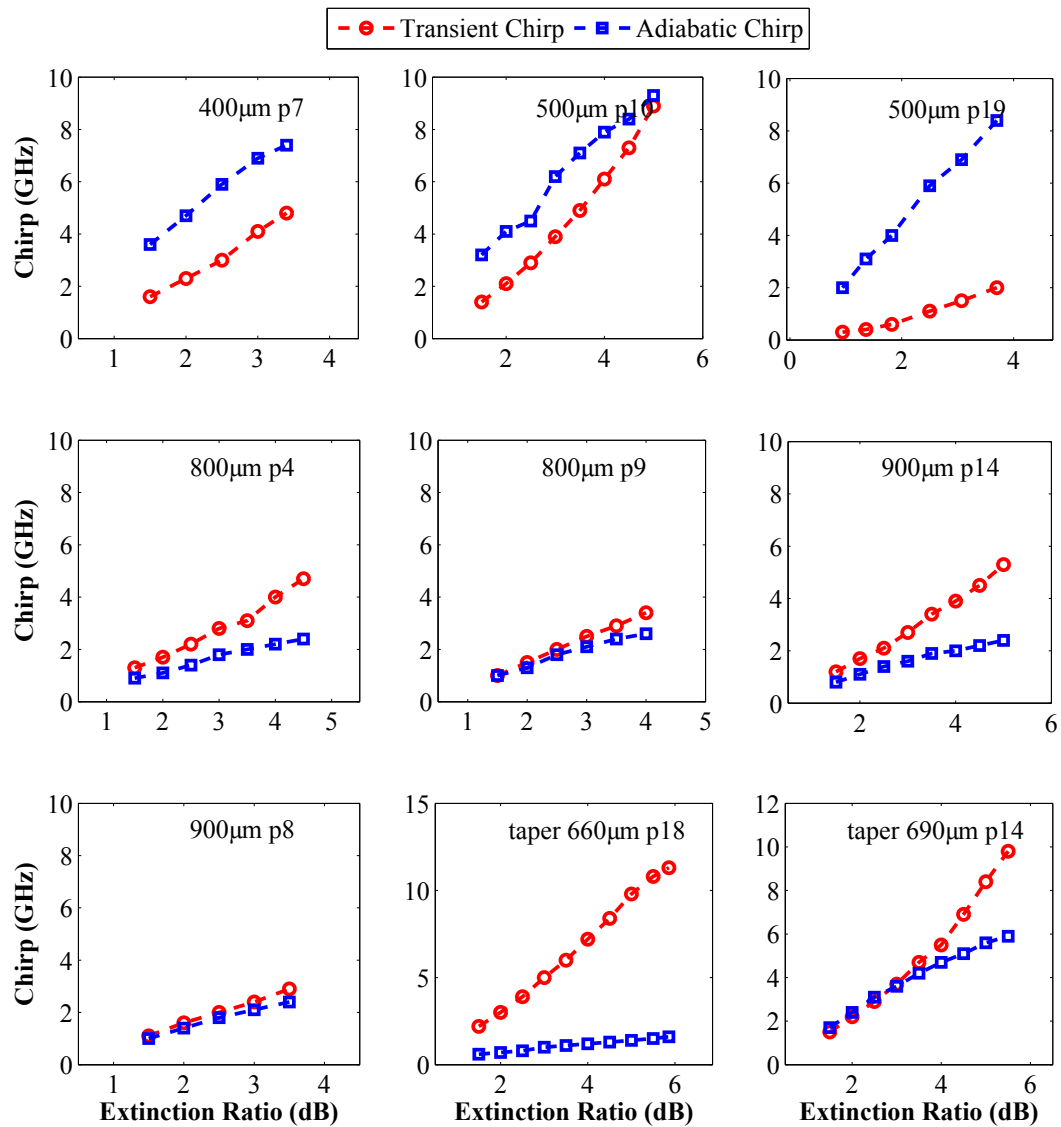 Transient Chirp Adiabatic Chirp
10
8
6
4
2
0
Chirp (GHz)
400μm p7
1 2 3 4
10
8
6
4
2
0
500μm p10
2 4 6
10
8
6
4
2
0
500μm p19
0 2 4
10
8
6
4
2
0
Chirp (GHz)
800μm p4
1 2 3 4 5
10
8
6
4
2
0
800μm p9
1 2 3 4 5
10
8
6
4
2
0
900μm p14
2 4 6
10
8
6
4
2
0
Chirp (GHz)
900μm p8
1 2 3 4
Extinction Ratio (dB)
15
10
5
0
taper 660μm p18
2 4 6
Extinction Ratio (dB)
12
10
8
6
4
2
0
taper 690μm p14
2 4 6
Extinction Ratio (dB)